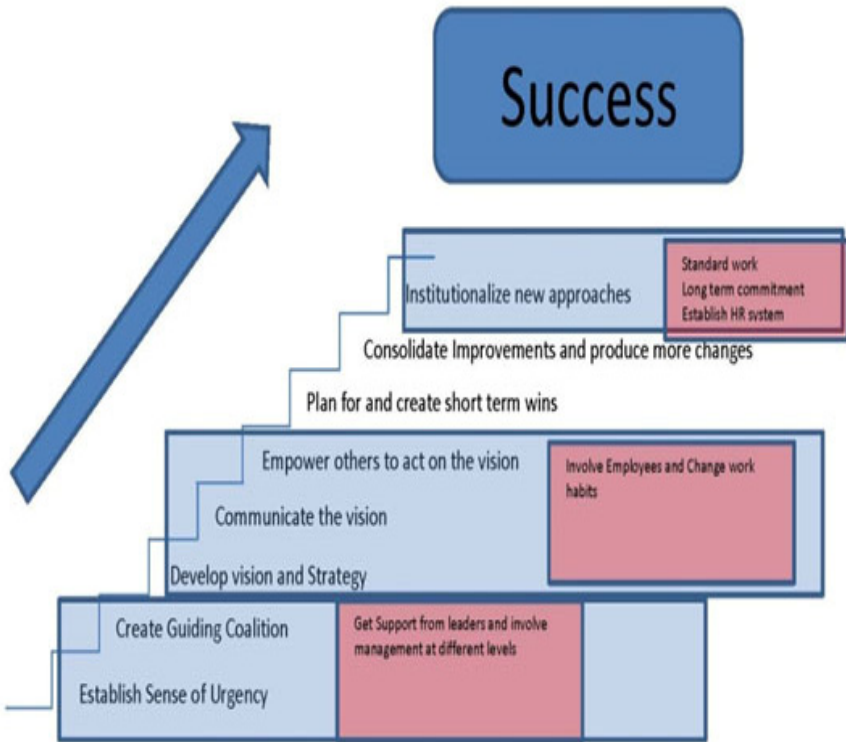 Success
Institutionalize new approaches
Standard work
Long term commitment
Establish HR system
Consolidate Improvements and produce more changes
Plan for and create short term wins
Empower others to act on the vision
Involve Employees and Change work
habits
Communicate the vision
Develop vision and Strategy
Create Guiding Coalition
Get Support from leaders and involve
management at different levels
Establish Sense of Urgency